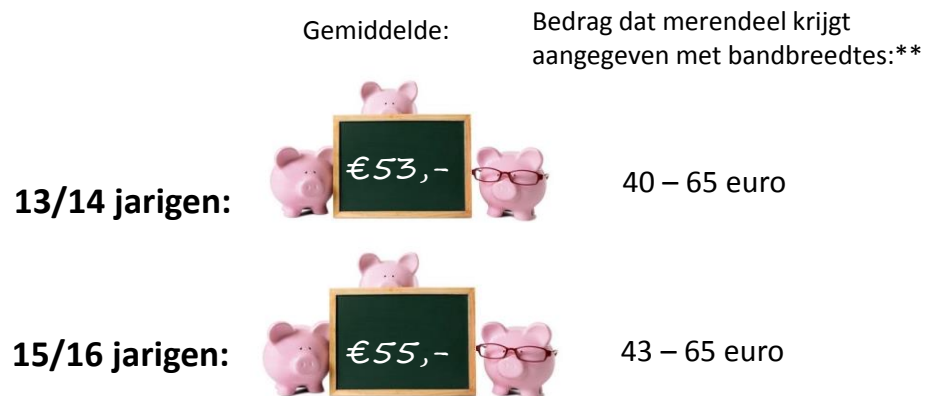 Gemiddelde:
Bedrag dat merendeel krijgt
aangegeven met bandbreedtes:**
13/14 jarigen:
€53,-
40 – 65 euro
15/16 jarigen:
€55,-
43 – 65 euro